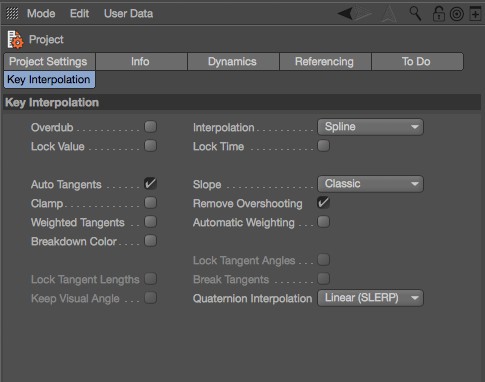 Mode Edit User Data
Project
Project Settings Info Dynamics Referencing To Do
Key Interpolation
Key Interpolation
Overdub . . . . . . . . . . Interpolation . . . . . . . . . Spline
Lock Value . . . . . . . . Lock Time . . . . . . . . . .
Auto Tangents . . . . . . Slope . . . . . . . . . . . . . . Classic
Clamp . . . . . . . . . . . . Remove Overshooting
Weighted Tangents . . Automatic Weighting . . .
Breakdown Color . . . .
Lock Tangent Angles . . .
Lock Tangent Lengths Break Tangents . . . . . . .
Keep Visual Angle . . . Quaternion Interpolation Linear (SLERP)